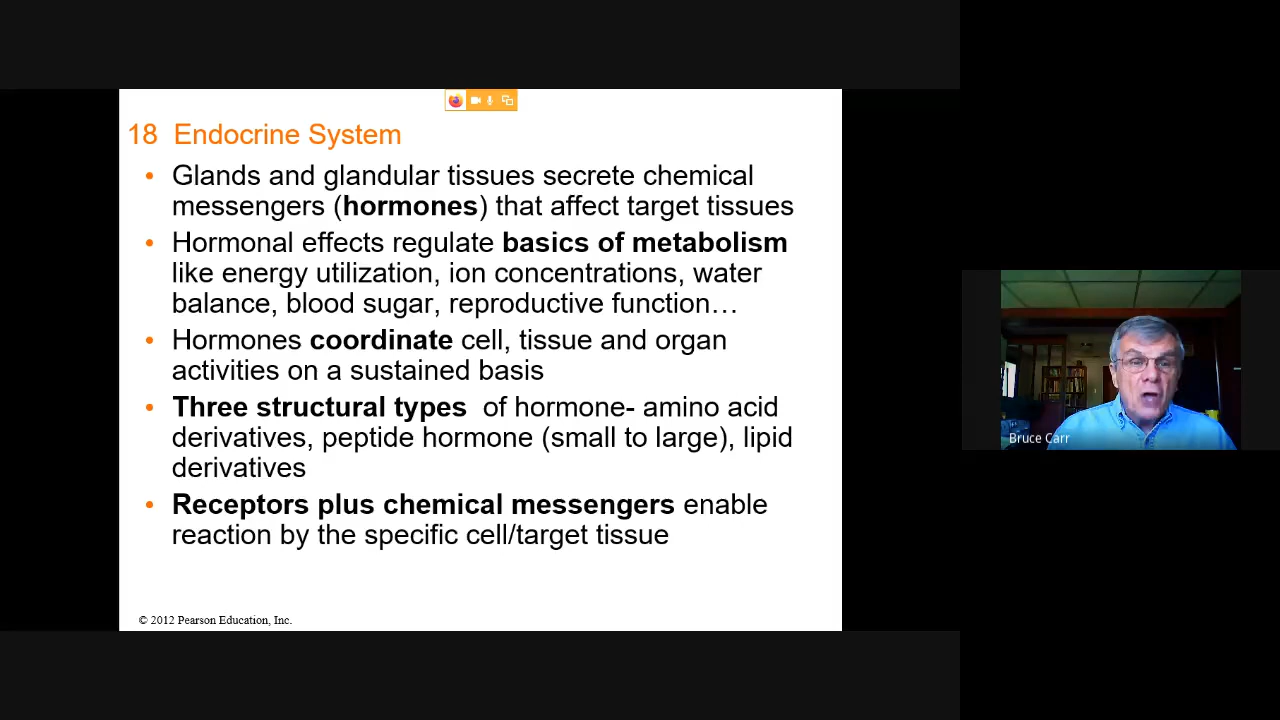 18 Endocrine System
• Glands and glandular tissues secrete chemical
messengers (hormones) that affect target tissues
• Hormonal effects regulate basics of metabolism
like energy utilization, ion concentrations, water
balance, blood sugar, reproductive function…
• Hormones coordinate cell, tissue and organ
activities on a sustained basis
• Three structural types of hormone- amino acid
derivatives, peptide hormone (small to large), lipid
derivatives
• Receptors plus chemical messengers enable
reaction by the specific cell/target tissue
© 2012 Pearson Education, Inc.
Bruce Carr